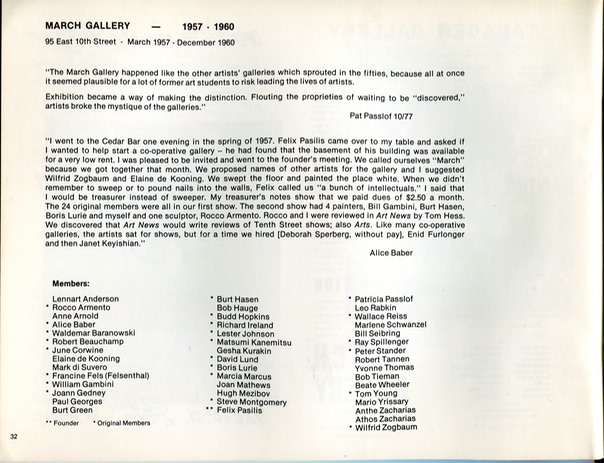 MARCH GALLERY — 1957 - 1960
95 East 10th Street - March 1957 - December 1960
"The March Gallery happened like the other artists' galleries which sprouted in the fifties, because all at once
it seemed plausible for a lot of former art students to risk leading the lives of artists.
Exhibition became a way of making the distinction. Flouting the proprieties of waiting to be "discovered,"
artists broke the mystique of the galleries."
Pat Passlof 10/77
"I went to the Cedar Bar one evening in the spring of 1957. Felix Pasilis came over to my table and asked if
I wanted to help start a co-operative gallery – he had found that the basement of his building was available
for a very low rent. I was pleased to be invited and went to the founder's meeting. We called ourselves "March"
because we got together that month. We proposed names of other artists for the gallery and I suggested
Wilfrid Zogbaum and Elaine de Kooning. We swept the floor and painted the place white. When we didn't
remember to sweep or to pound nails into the walls, Felix called us "a bunch of intellectuals." I said that
I would be treasurer instead of sweeper. My treasurer's notes show that we paid dues of $2.50 a month.
The 24 original members were all in our first show. The second show had 4 painters, Bill Gambini, Burt Hasen,
Boris Lurie and myself and one sculptor, Rocco Armento. Rocco and I were reviewed in Art News by Tom Hess.
We discovered that Art News would write reviews of Tenth Street shows; also Arts. Like many co-operative
galleries, the artists sat for shows, but for a time we hired [Deborah Sperberg, without pay], Enid Furlonger
and then Janet Keyishian."
Alice Baber
Members:
Lennart Anderson
* Rocco Armento
Anne Arnold
* Alice Baber
* Waldemar Baranowski
* Robert Beauchamp
* June Corwine
Elaine de Kooning
Mark di Suvero
* Francine Fels (Felsenthal)
* William Gambini
* Joann Gedney
Paul Georges
Burt Green
* Burt Hasen
Bob Hauge
* Budd Hopkins
* Richard Ireland
* Lester Johnson
* Matsumi Kanemitsu
Gesha Kurakin
* David Lund
* Boris Lurie
* Marcia Marcus
Joan Mathews
Hugh Mezibov
* Steve Montgomery
** Felix Pasilis
* Patricia Passlof
Leo Rabkin
* Wallace Reiss
Marlene Schwanzel
Bill Seibring
* Ray Spillenger
* Peter Stander
Robert Tannen
Yvonne Thomas
Bob Tieman
Beate Wheeler
* Tom Young
Mario Yrissary
Anthe Zacharias
Athos Zacharias
* Wilfrid Zogbaum
** Founder * Original Members
32